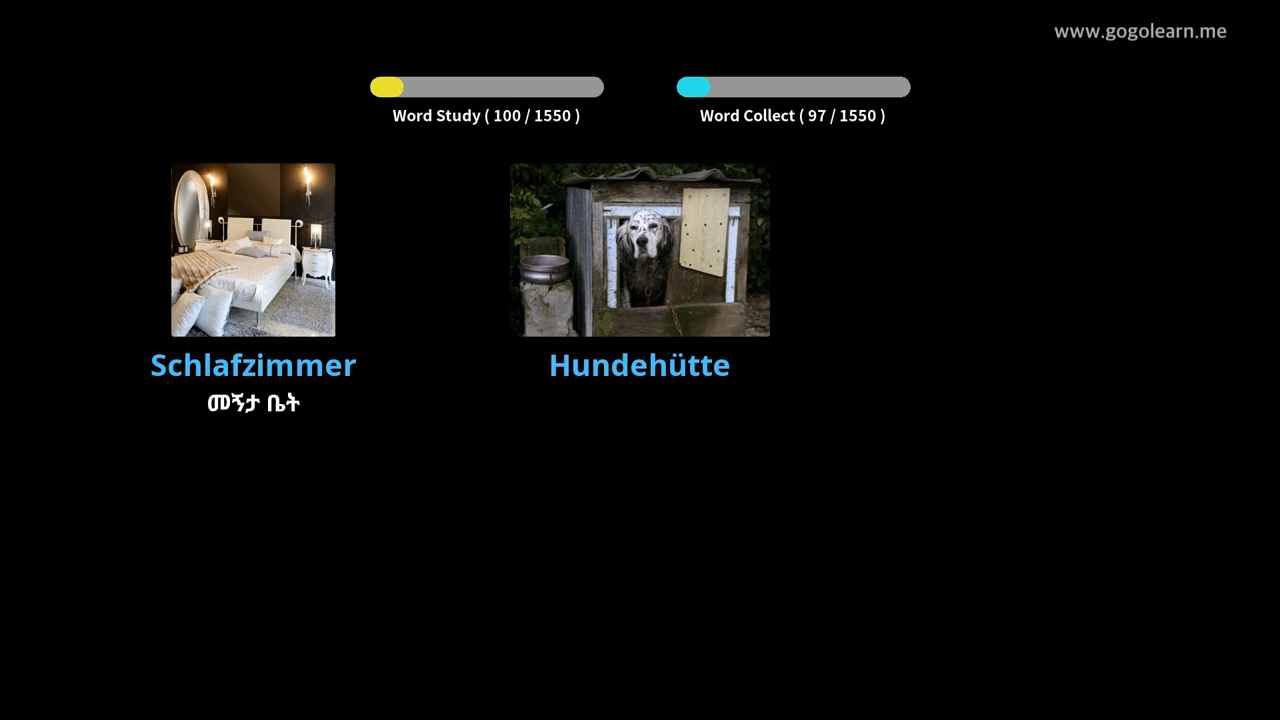 www.gogolearn.me
Word Study ( 100 / 1550 )
Word Collect ( 97 / 1550 )
Schlafzimmer
Hundehütte
መኝታ ቤት